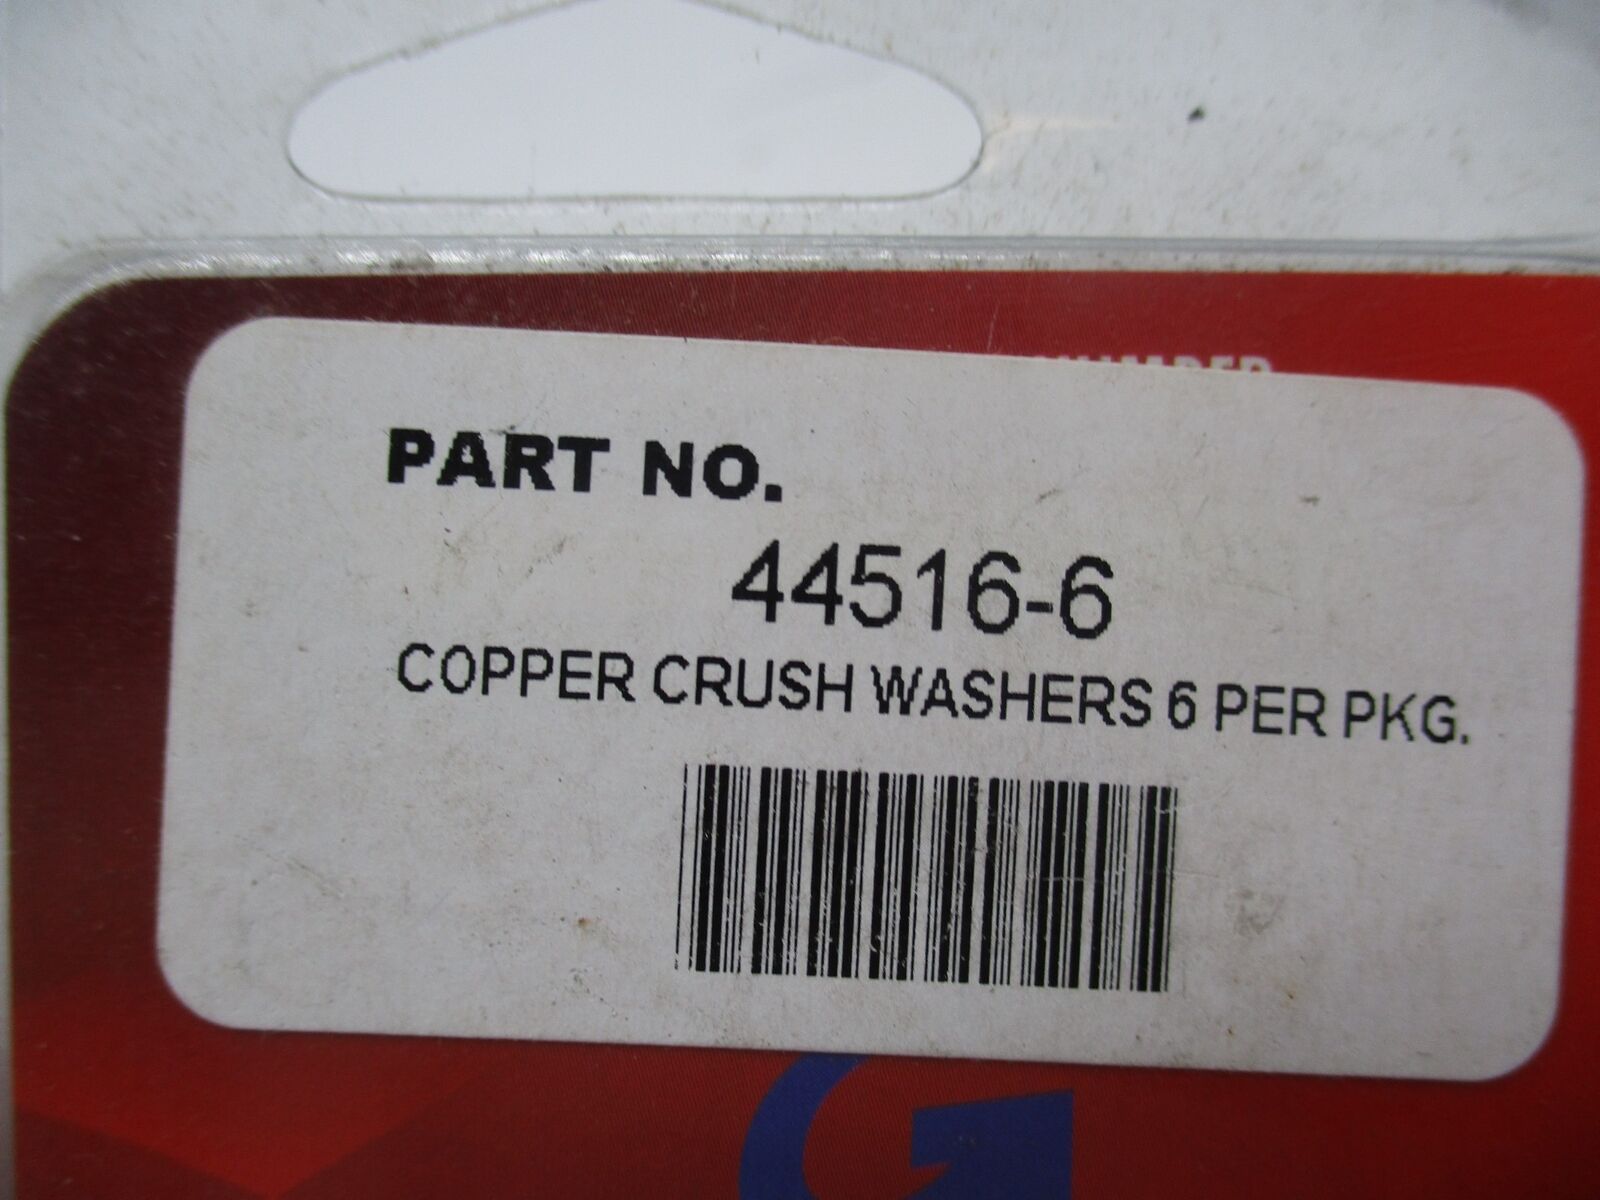 PART NO.
44516-6
COPPER CRUSH WASHERS 6 PER PKG.